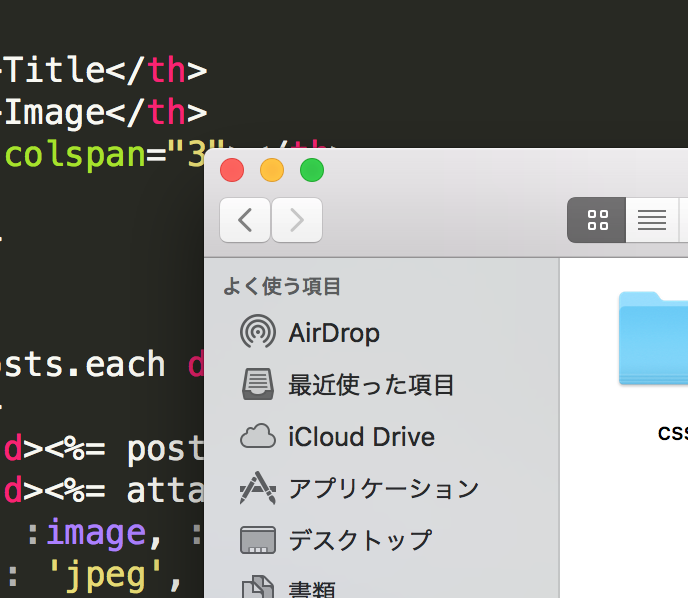 Title</th>
Image</th>
colspan="3"></th>
sts.each d
d><%= post
d><%= atta
:image, :
: 'jpeg',
よく使う項目
AirDrop
最近使った項目
iCloud Drive
アプリケーション
デスクトップ
書類
CSS